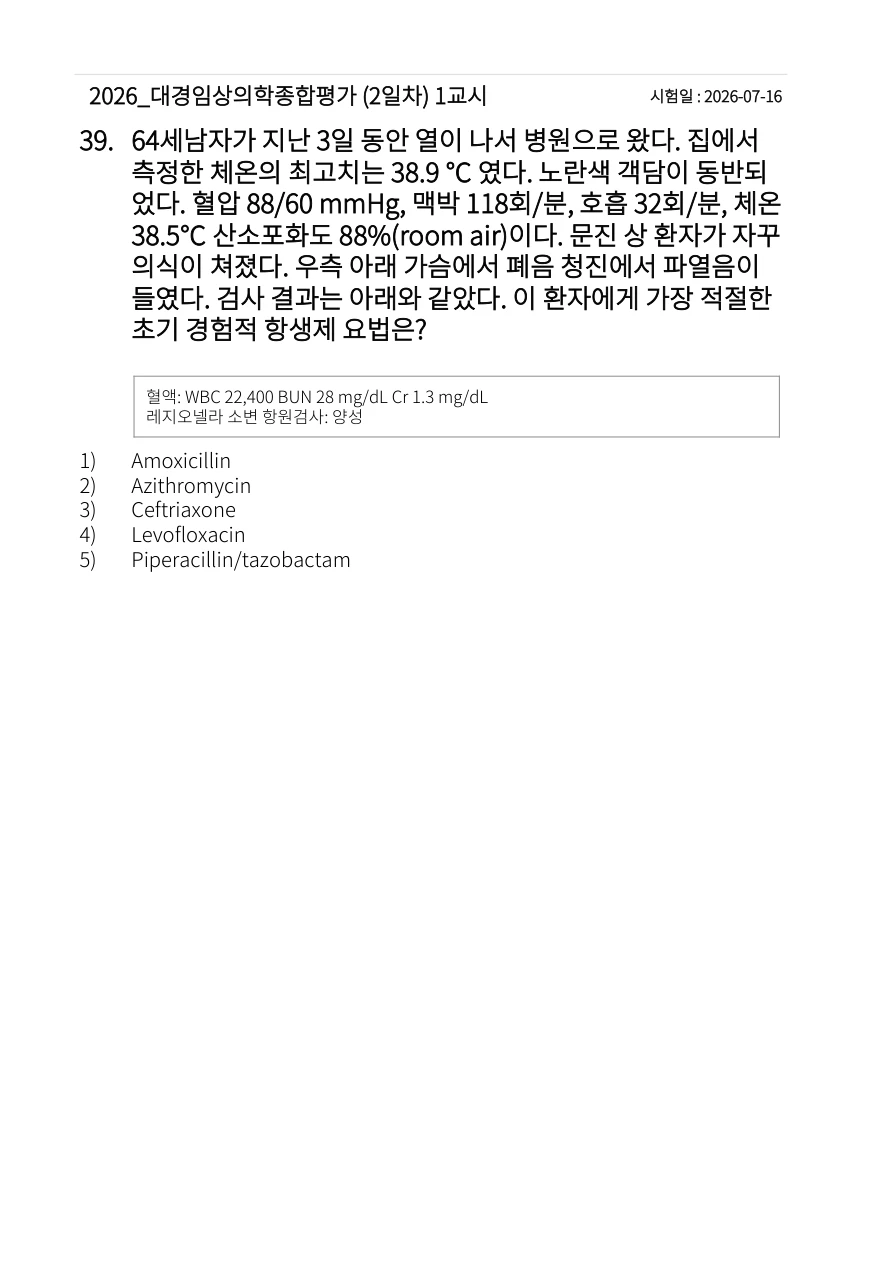 2026_대경임상의학종합평가 (2일차) 1교시
시험일 : 2026-07-16
39. 64세남자가 지난 3일 동안 열이 나서 병원으로 왔다. 집에서
측정한 체온의 최고치는 38.9 ℃ 였다. 노란색 객담이 동반되
었다. 혈압 88/60 mmHg, 맥박 118회/분, 호흡 32회/분, 체온
38.5℃ 산소포화도 88%(room air)이다. 문진 상 환자가 자꾸
의식이 쳐졌다. 우측 아래 가슴에서 폐음 청진에서 파열음이
들였다. 검사 결과는 아래와 같았다. 이 환자에게 가장 적절한
초기 경험적 항생제 요법은?
혈액: WBC 22,400 BUN 28 mg/dL Cr 1.3 mg/dL
레지오넬라 소변 항원검사: 양성
1) Amoxicillin
2) Azithromycin
3) Ceftriaxone
4) Levofloxacin
5) Piperacillin/tazobactam